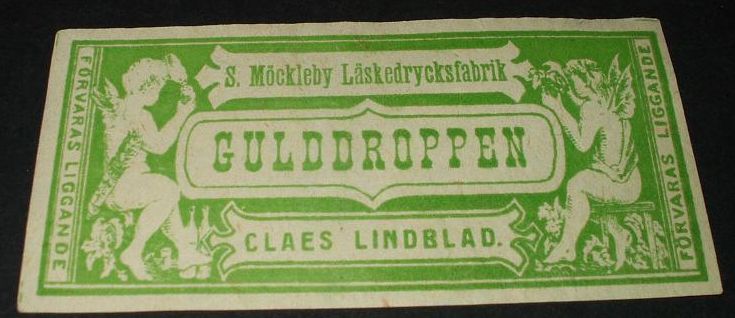 FÖRVARAS LIGGANDE
S. Möckleby Läskedrycksfabrik
GULDDROPPEN
CLAES LINDBLAD.
FÖRVARAS LIGGANDE